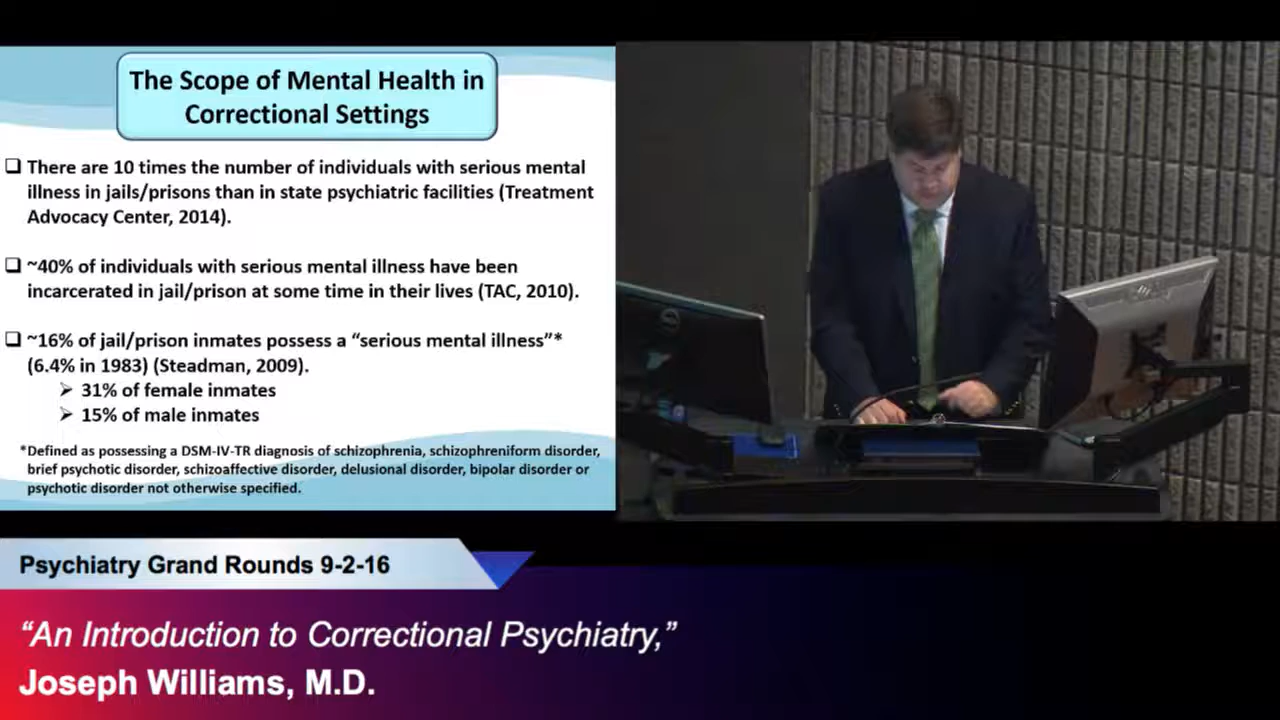 The Scope of Mental Health in
Correctional Settings
❑ There are 10 times the number of individuals with serious mental
illness in jails/prisons than in state psychiatric facilities (Treatment
Advocacy Center, 2014).
❑ ~40% of individuals with serious mental illness have been
incarcerated in jail/prison at some time in their lives (TAC, 2010).
❑ ~16% of jail/prison inmates possess a “serious mental illness”*
(6.4% in 1983) (Steadman, 2009).
➢ 31% of female inmates
➢ 15% of male inmates
*Defined as possessing a DSM-IV-TR diagnosis of schizophrenia, schizophreniform disorder,
brief psychotic disorder, schizoaffective disorder, delusional disorder, bipolar disorder or
psychotic disorder not otherwise specified.
Psychiatry Grand Rounds 9-2-16
“An Introduction to Correctional Psychiatry,”
Joseph Williams, M.D.